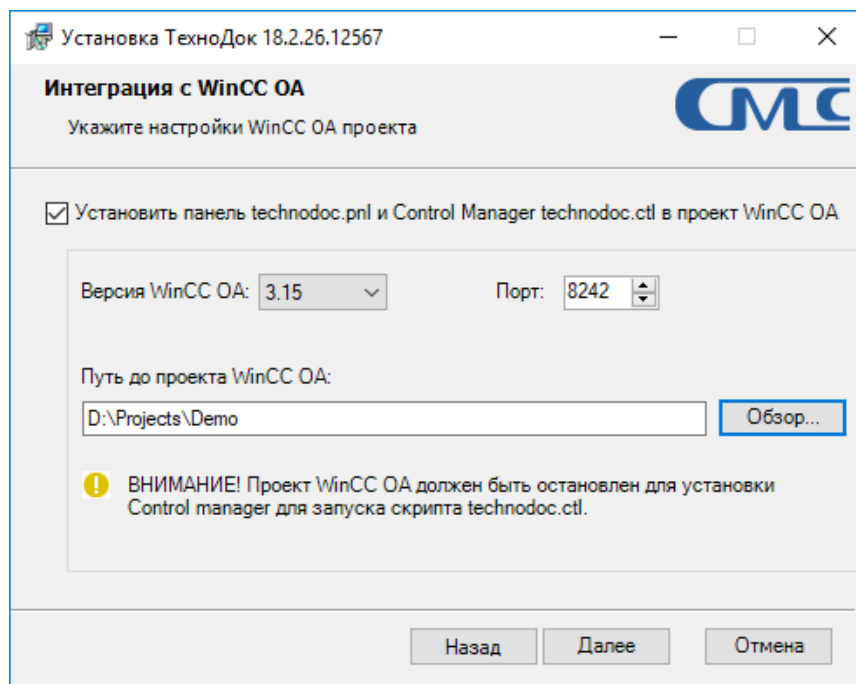 Установка ТехноДок 18.2.26.12567
Интеграция с WinCC OA
Укажите настройки WinCC OA проекта
СМС
Установить панель technodoc.pnl и Control Manager technodoc.ctl в проект WinCC OA
Версия WinCC OA: 3.15 Порт: 8242
Путь до проекта WinCC OA:
D:\Projects\Demo Обзор...
ВНИМАНИЕ! Проект WinCC OA должен быть остановлен для установки
Control manager для запуска скрипта technodoc.ctl.
Назад Далее Отмена